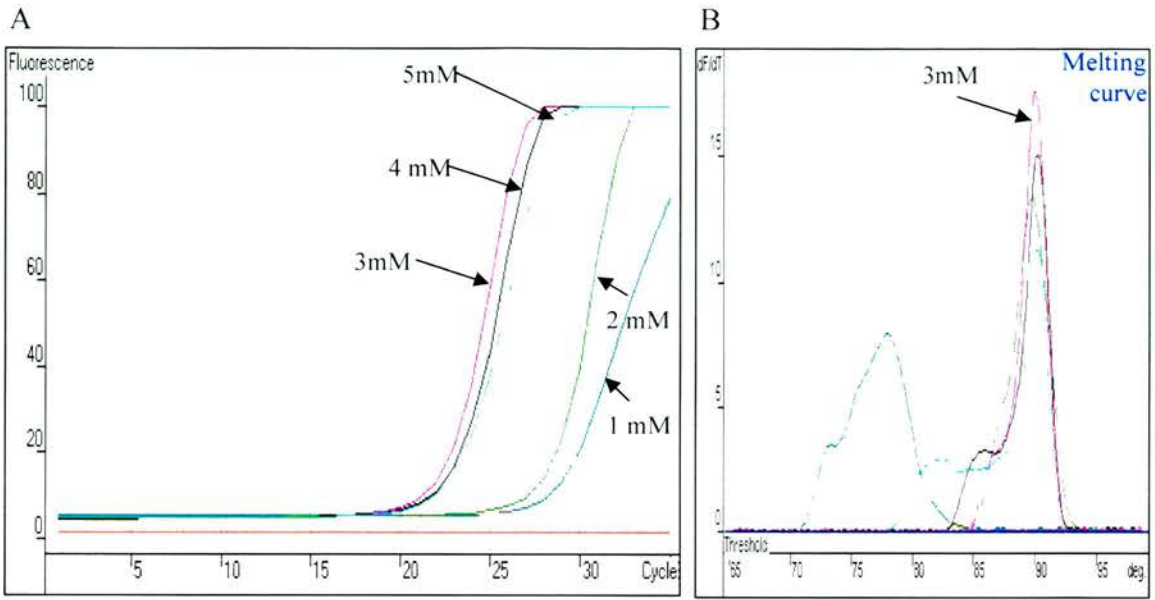 A
Fluorescence
100
80
60
40
20
0
5mM
4 mM
3mM
2 mM
1 mM
5 10 15 20 25 30 Cycle
B
dF/dT
Melting
curve
3mM
15
10
5
0
Threshold
65 70 75 80 85 90 95 deg.